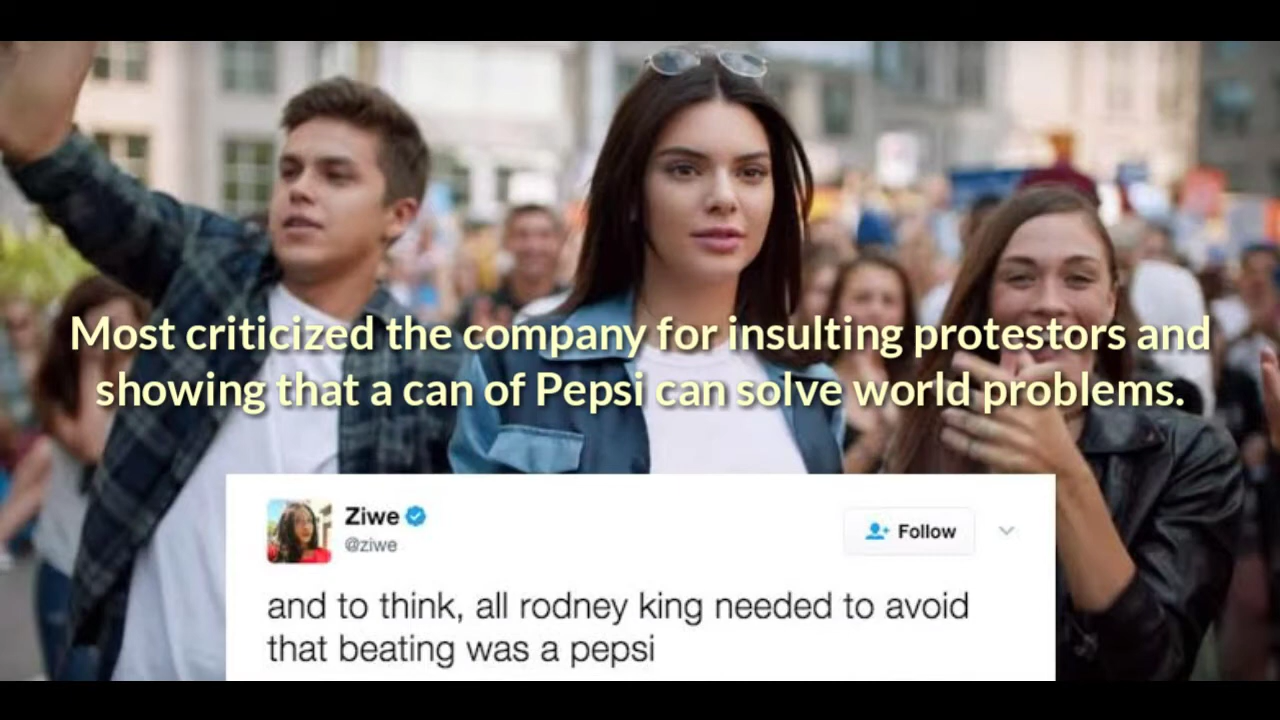 Most criticized the company for insulting protestors and
showing that a can of Pepsi can solve world problems.
Ziwe
Follow
@ziwe
and to think, all rodney king needed to avoid
that beating was a pepsi